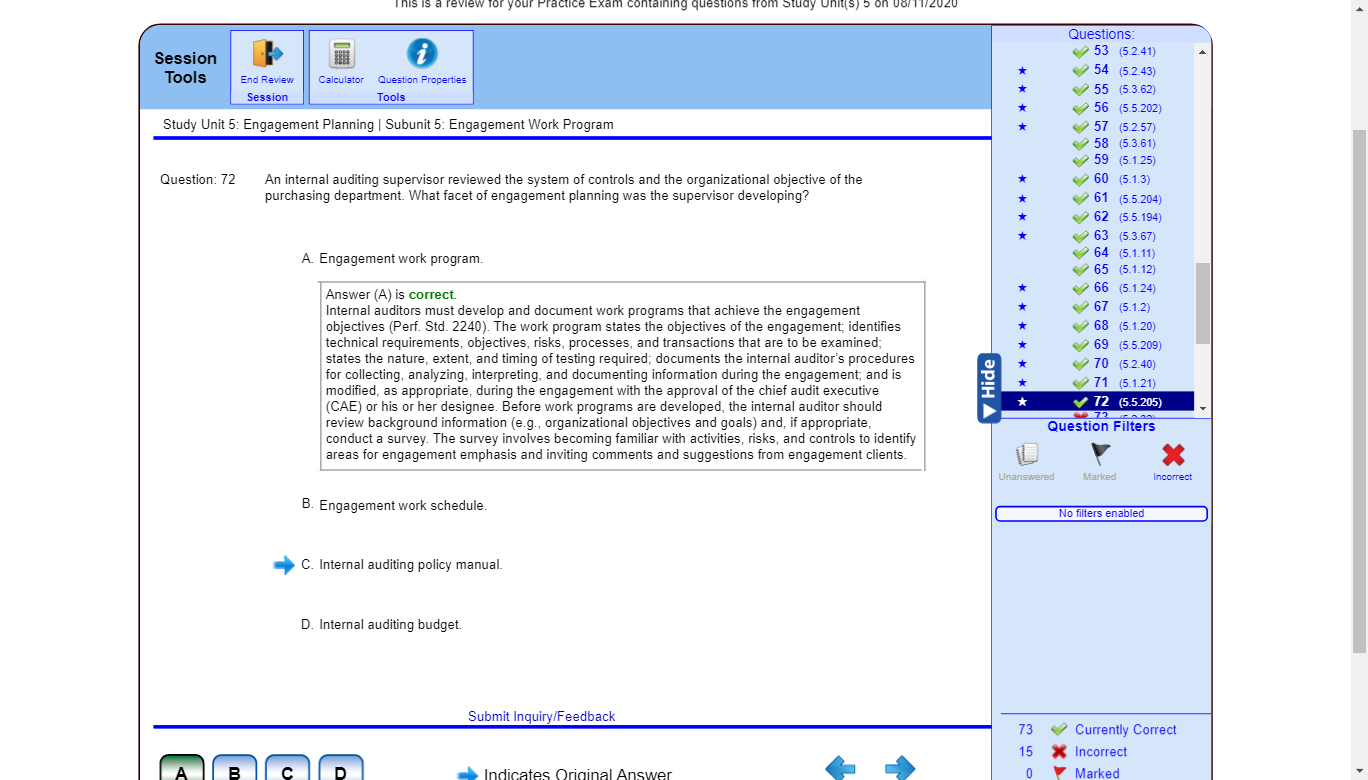 This is a review for your Practice Exam containing questions from Study Unit(s) 5 on 08/11/2020
Session Tools
End Review
Session
Calculator
Question Properties
Tools
Study Unit 5: Engagement Planning | Subunit 5: Engagement Work Program
Question: 72
An internal auditing supervisor reviewed the system of controls and the organizational objective of the
purchasing department. What facet of engagement planning was the supervisor developing?
A. Engagement work program.
Answer (A) is correct.
Internal auditors must develop and document work programs that achieve the engagement
objectives (Perf. Std. 2240). The work program states the objectives of the engagement; identifies
technical requirements, objectives, risks, processes, and transactions that are to be examined;
states the nature, extent, and timing of testing required; documents the internal auditor's procedures
for collecting, analyzing, interpreting, and documenting information during the engagement; and is
modified, as appropriate, during the engagement with the approval of the chief audit executive
(CAE) or his or her designee. Before work programs are developed, the internal auditor should
review background information (e.g., organizational objectives and goals) and, if appropriate,
conduct a survey. The survey involves becoming familiar with activities, risks, and controls to identify
areas for engagement emphasis and inviting comments and suggestions from engagement clients.
B. Engagement work schedule.
C. Internal auditing policy manual.
D. Internal auditing budget.
Submit Inquiry/Feedback
A B C D
Indicates Original Answer
Hide
Questions:
53 (5.2.41)
54 (5.2.43)
55 (5.3.62)
56 (5.5.202)
57 (5.2.57)
58 (5.3.61)
59 (5.1.25)
60 (5.1.3)
61 (5.5.204)
62 (5.5.194)
63 (5.3.67)
64 (5.1.11)
65 (5.1.12)
66 (5.1.24)
67 (5.1.2)
68 (5.1.20)
69 (5.5.209)
70 (5.2.40)
71 (5.1.21)
72 (5.5.205)
73
Question Filters
Unanswered
Marked
Incorrect
No filters enabled
73 Currently Correct
15 Incorrect
0 Marked